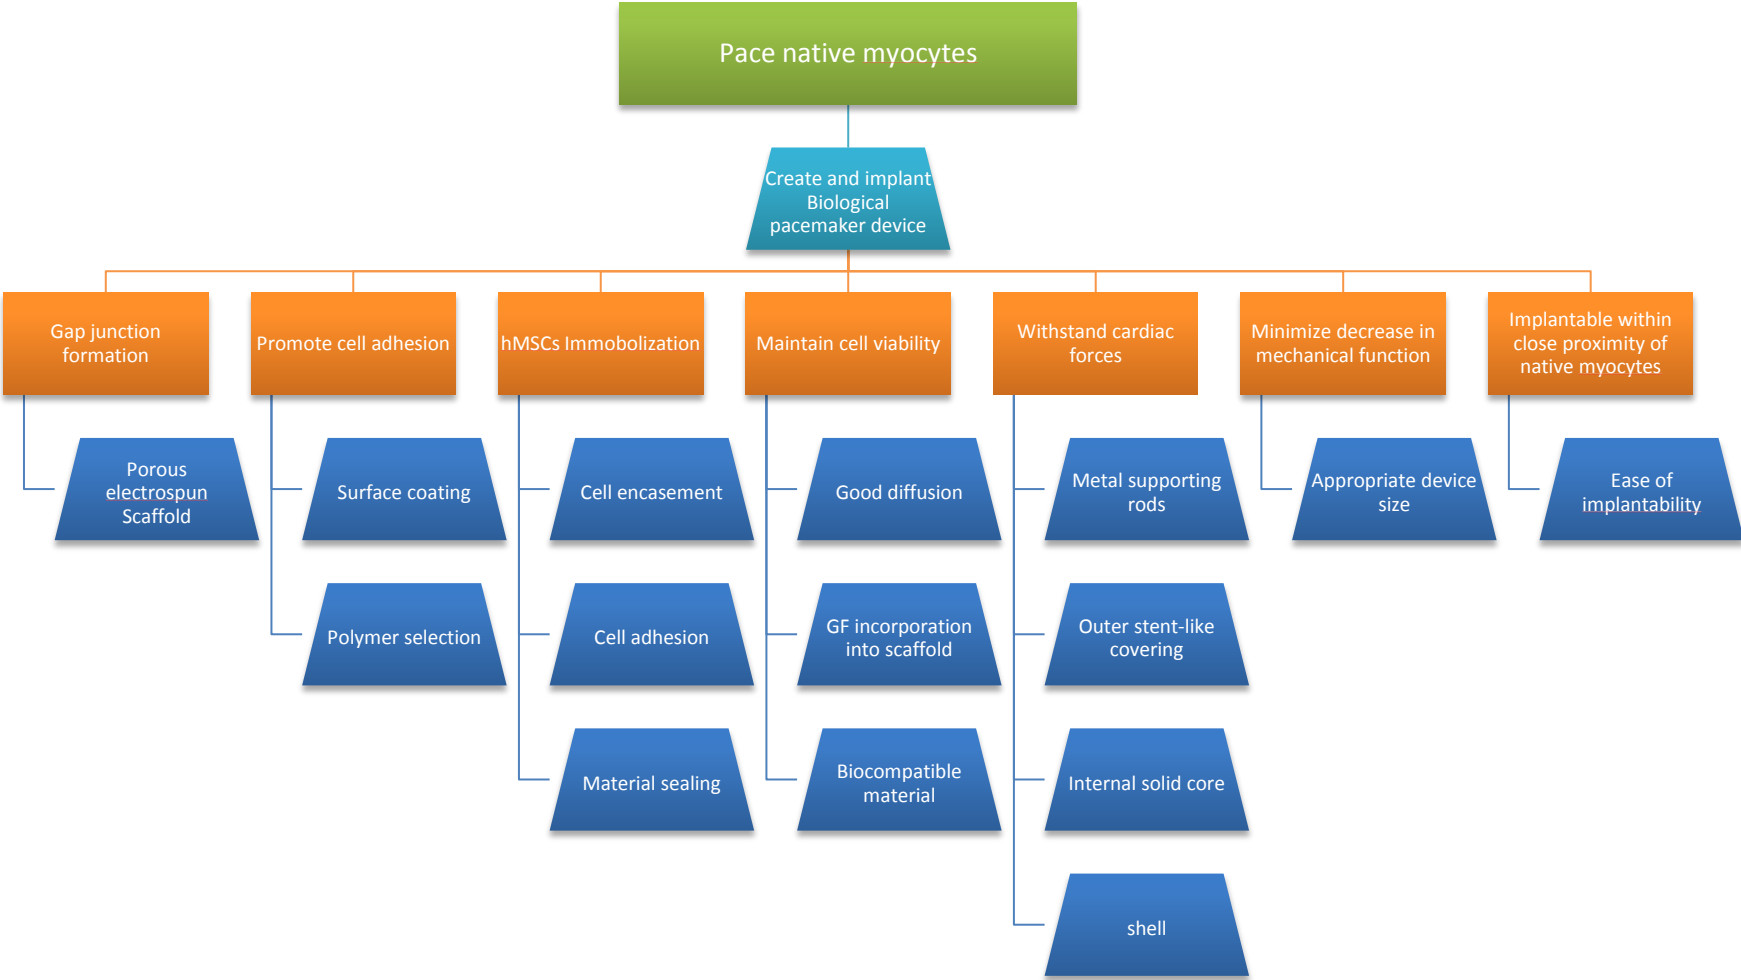 Pace native myocytes
Create and implant
Biological
pacemaker device
Gap junction
formation
Promote cell adhesion
hMSCs Immobolization
Maintain cell viability
Withstand cardiac
forces
Minimize decrease in
mechanical function
Implantable within
close proximity of
native myocytes
Porous
electrospun
Scaffold
Surface coating
Cell encasement
Good diffusion
Metal supporting
rods
Appropriate device
size
Ease of
implantability
Polymer selection
Cell adhesion
GF incorporation
into scaffold
Outer stent-like
covering
Material sealing
Biocompatible
material
Internal solid core
shell